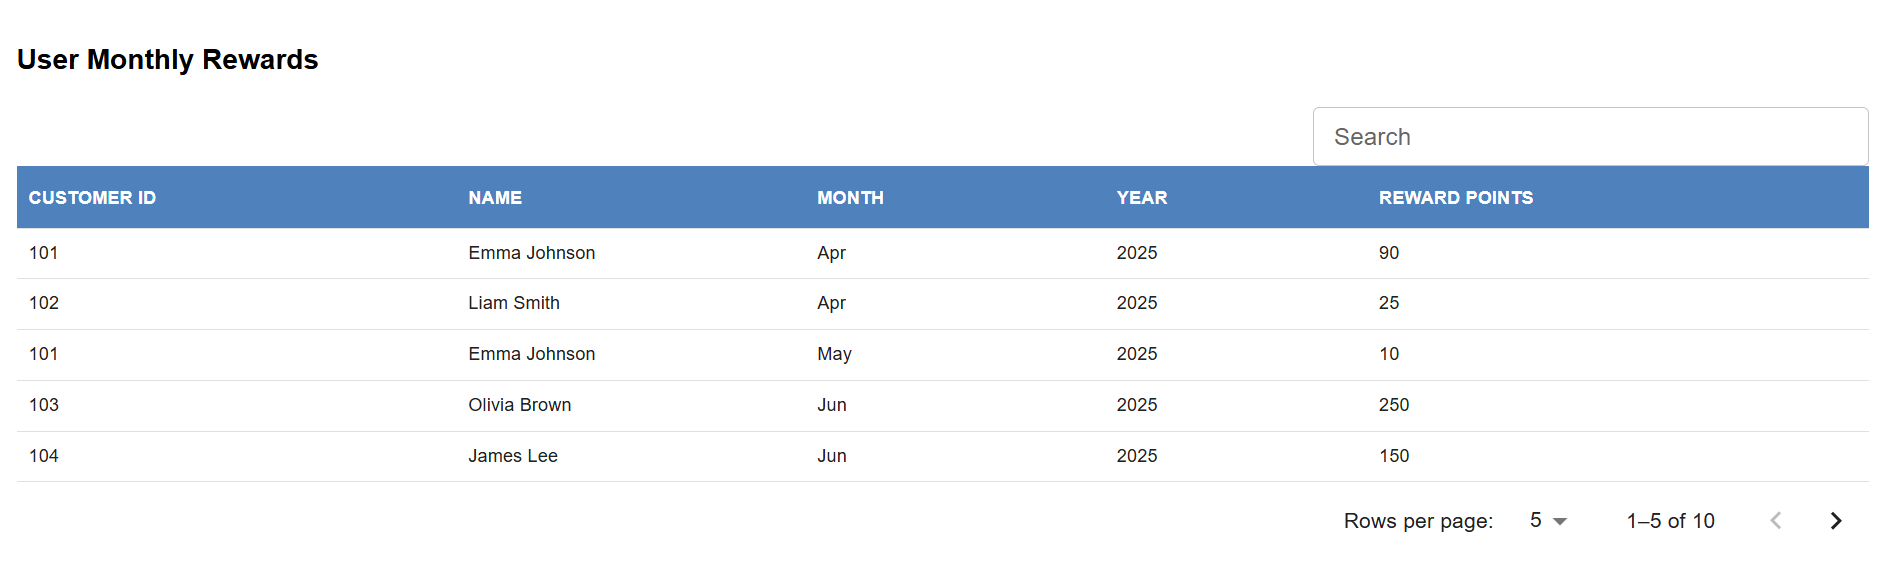 User Monthly Rewards
Search
CUSTOMER ID NAME MONTH YEAR REWARD POINTS
101 Emma Johnson Apr 2025 90
102 Liam Smith Apr 2025 25
101 Emma Johnson May 2025 10
103 Olivia Brown Jun 2025 250
104 James Lee Jun 2025 150
Rows per page: 5 1–5 of 10